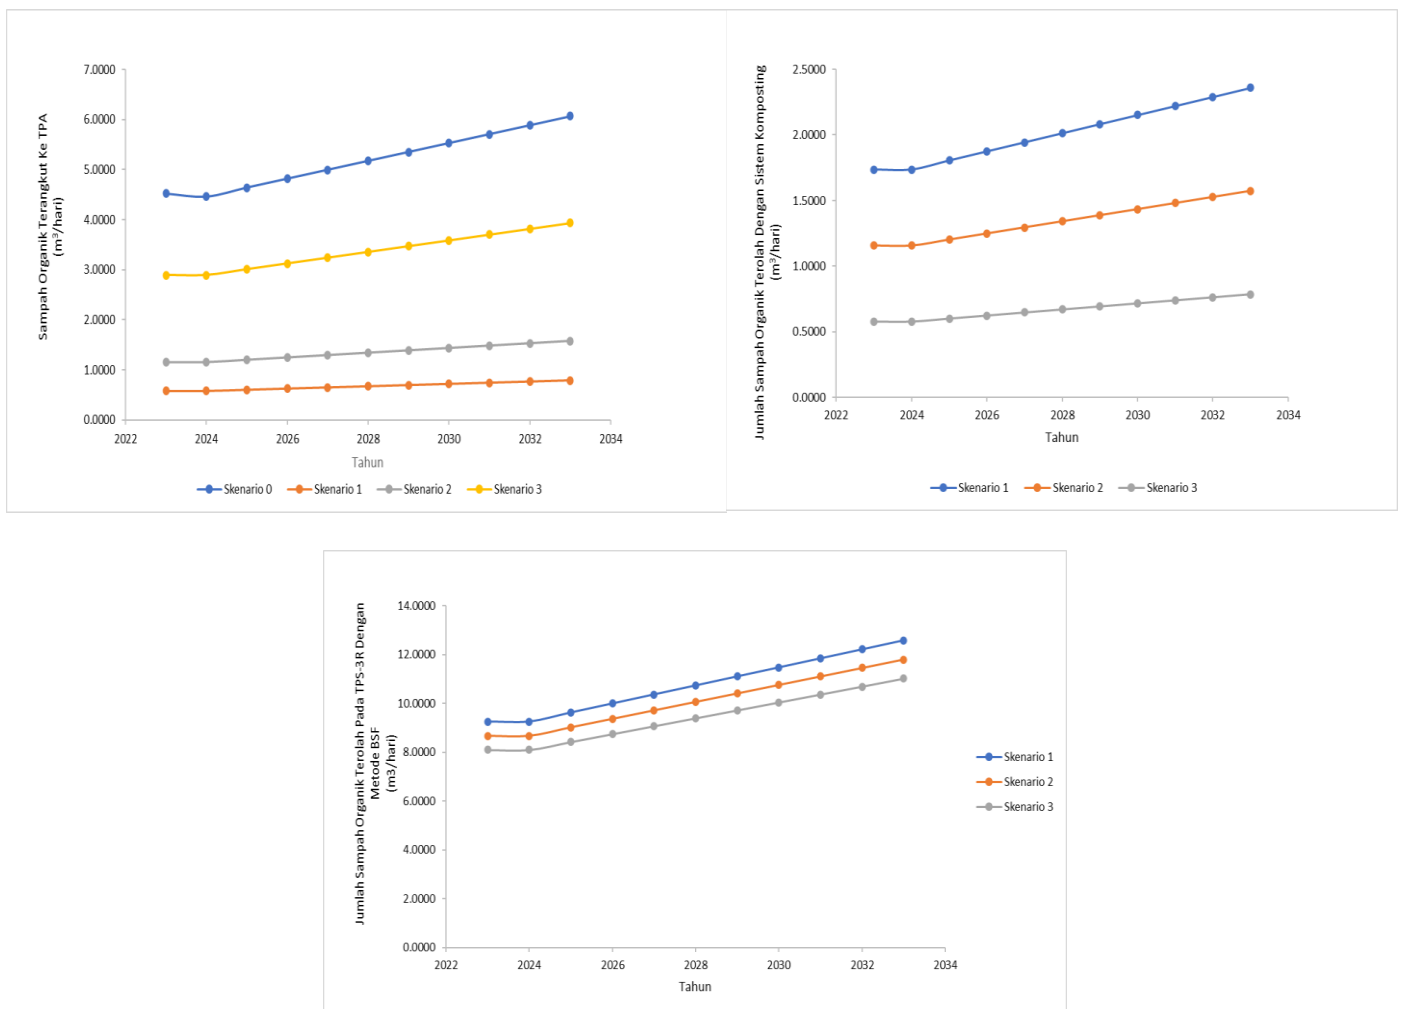 Sampah Organik Terangkut Ke TPA
(m³/hari)
7.0000
6.0000
5.0000
4.0000
3.0000
2.0000
1.0000
0.0000
2022 2024 2026 2028 2030 2032 2034
Tahun
Skenario 0 Skenario 1 Skenario 2 Skenario 3
Jumlah Sampah Organik Terolah Dengan Sistem Komposting
(m³/hari)
2.5000
2.0000
1.5000
1.0000
0.5000
0.0000
2022 2024 2026 2028 2030 2032 2034
Tahun
Skenario 1 Skenario 2 Skenario 3
Jumlah Sampah Organik Terolah Pada TPS-3R Dengan
Metode BSF
(m3/hari)
14.0000
12.0000
10.0000
8.0000
6.0000
4.0000
2.0000
0.0000
2022 2024 2026 2028 2030 2032 2034
Tahun
Skenario 1
Skenario 2
Skenario 3